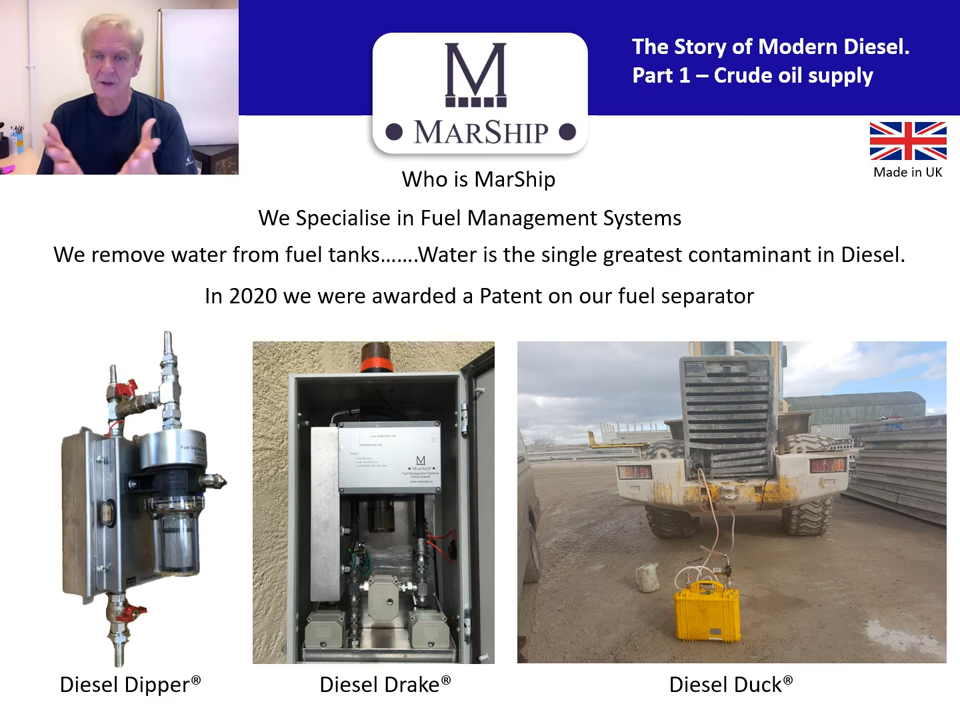 The Story of Modern Diesel.
Part 1 – Crude oil supply
M
MARSHIP
Made in UK
Who is MarShip
We Specialise in Fuel Management Systems
We remove water from fuel tanks…….Water is the single greatest contaminant in Diesel.
In 2020 we were awarded a Patent on our fuel separator
M
MARSHIP
Diesel Dipper®
Diesel Drake®
Diesel Duck®